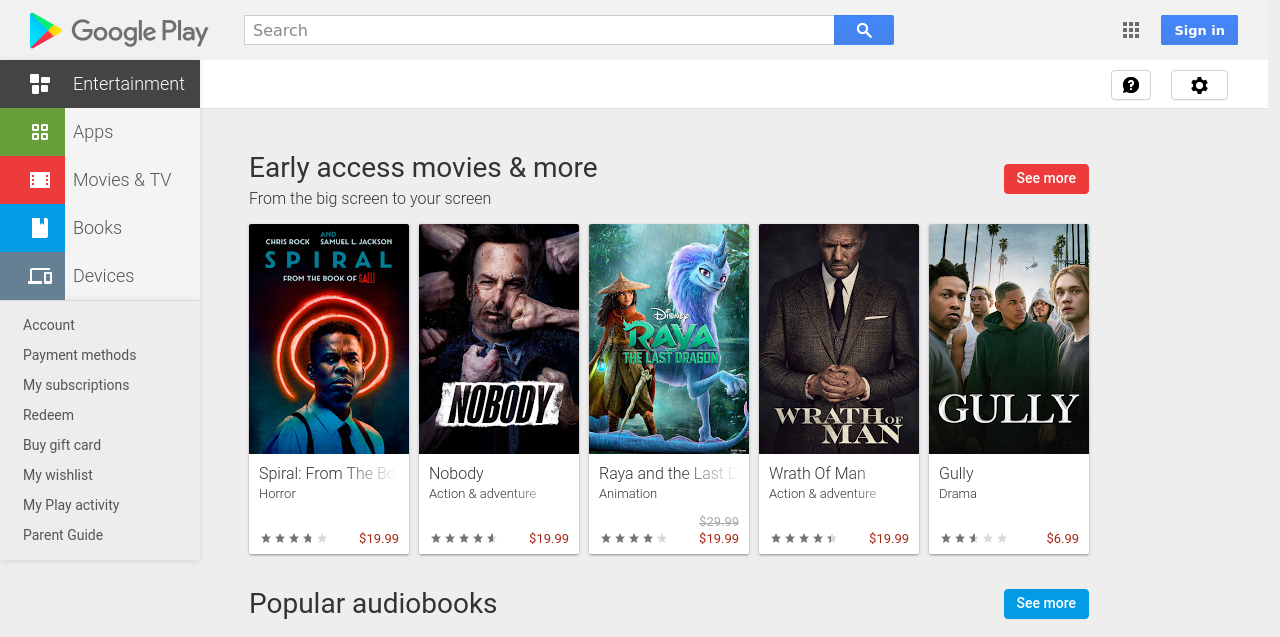 Google Play
Search
Sign in
Entertainment
Apps
Movies & TV
Books
Devices
Account
Payment methods
My subscriptions
Redeem
Buy gift card
My wishlist
My Play activity
Parent Guide
Early access movies & more
From the big screen to your screen
See more
AND
CHRIS ROCK SAMUEL L. JACKSON
SPIRAL
FROM THE BOOK OF SAW
NOBODY
Disney
RAYA
AND
THE LAST DRAGON
WRATH OF
MAN
GULLY
Spiral: From The Bo
Horror
$19.99
Nobody
Action & adventure
$19.99
Raya and the Last D
Animation
$29.99
$19.99
Wrath Of Man
Action & adventure
$19.99
Gully
Drama
$6.99
Popular audiobooks
See more